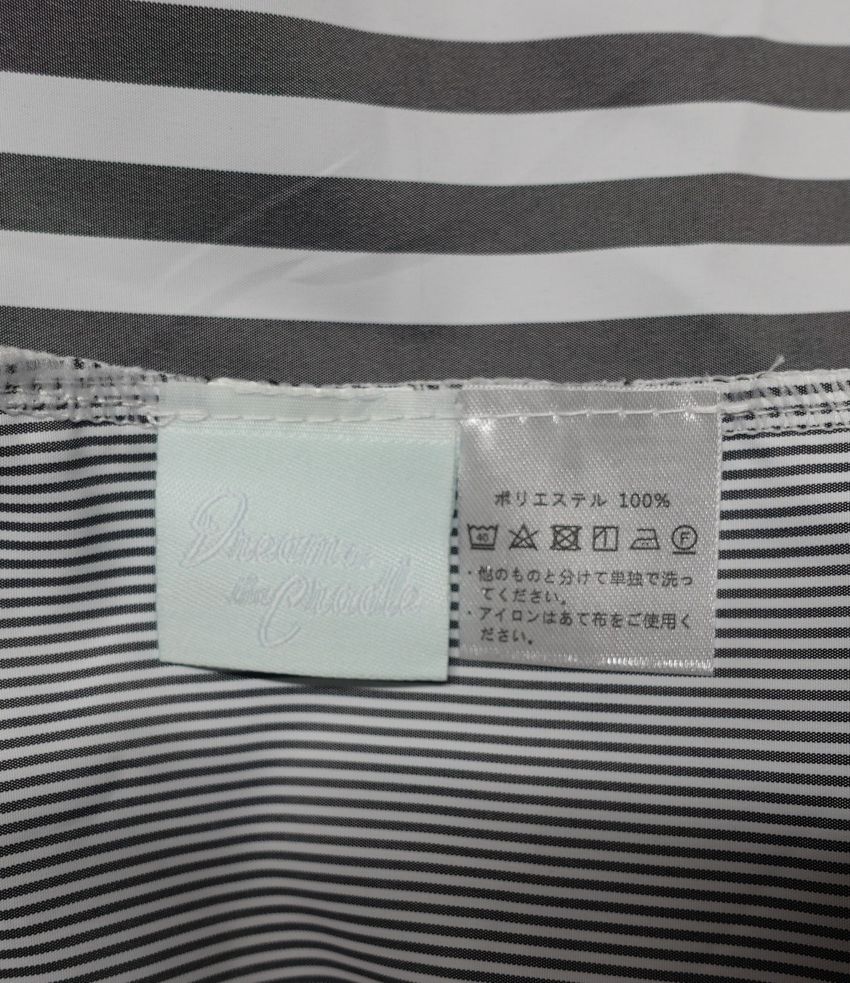 Dreams
the Cradle
ポリエステル 100%
40
F
・他のものと分けて単独で洗っ
てください。
・アイロンはあて布をご使用く
ださい。